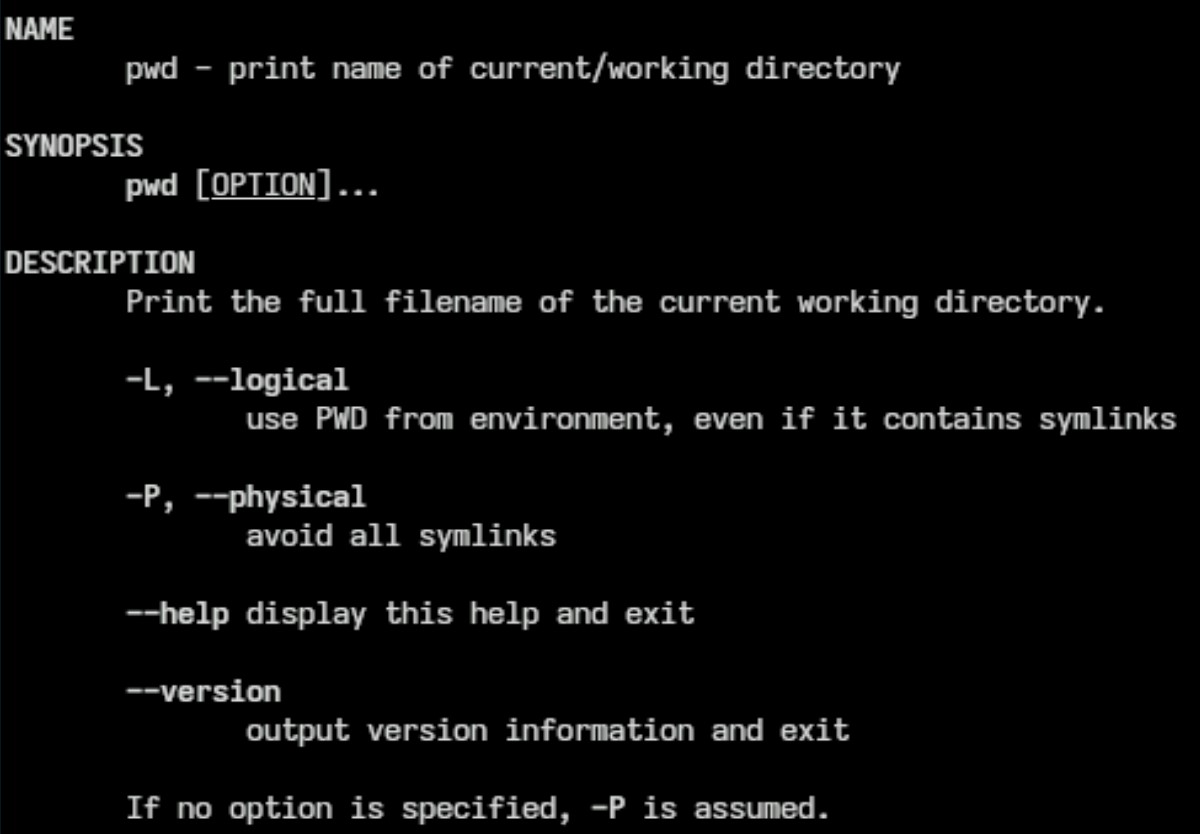 NAME
pwd - print name of current/working directory
SYNOPSIS
pwd [OPTION]...
DESCRIPTION
Print the full filename of the current working directory.
-L, --logical
use PWD from environment, even if it contains symlinks
-P, --physical
avoid all symlinks
--help display this help and exit
--version
output version information and exit
If no option is specified, -P is assumed.